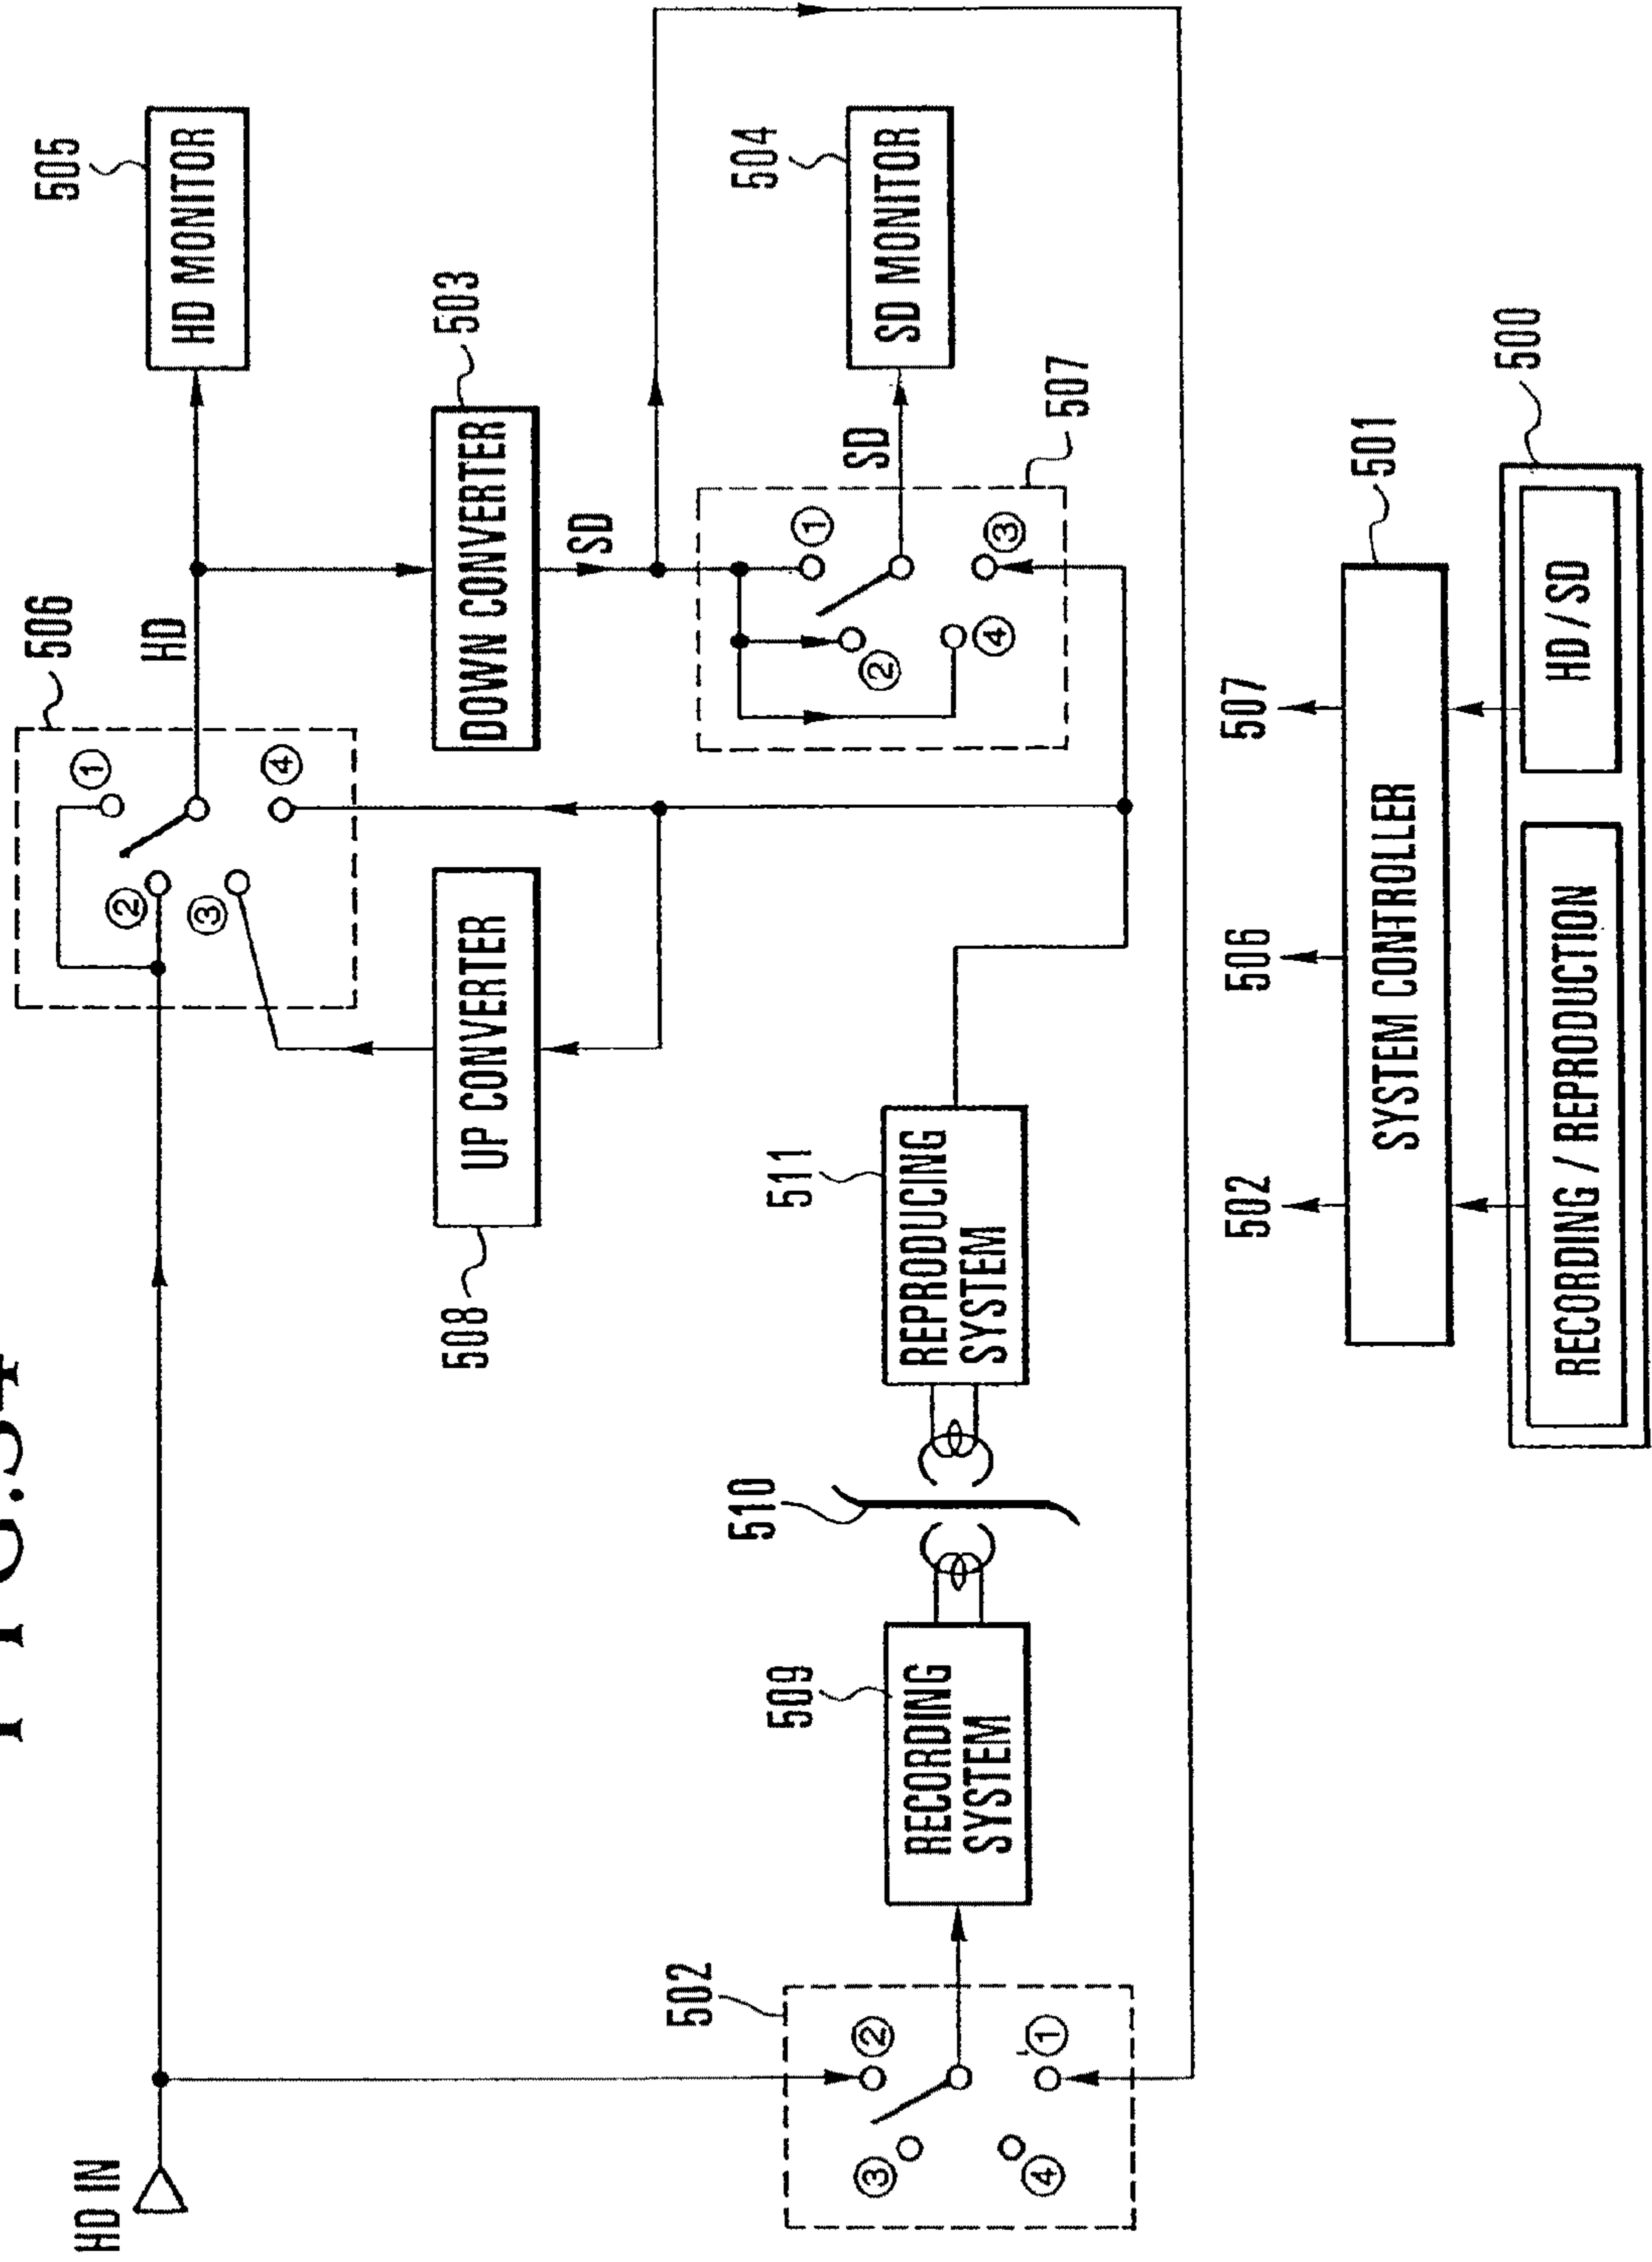 HD IN
502
②
③
①
④
509
RECORDING
SYSTEM
510
511
REPRODUCING
SYSTEM
508
UP CONVERTER
506
①
②
③
④
HD
505
HD MONITOR
503
DOWN CONVERTER
SD
507
①
②
③
④
SD
504
SD MONITOR
502
506
507
501
SYSTEM CONTROLLER
500
RECORDING / REPRODUCTION
HD / SD